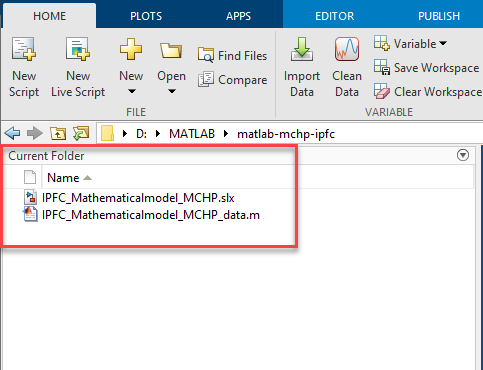 HOME PLOTS APPS EDITOR PUBLISH
New Script
New Live Script
New
Open
Find Files
Compare
Import Data
Clean Data
Variable
Save Workspace
Clear Workspace
FILE VARIABLE
D: MATLAB matlab-mchp-ipfc
Current Folder
Name
IPFC_Mathematicalmodel_MCHP.slx
IPFC_Mathematicalmodel_MCHP_data.m